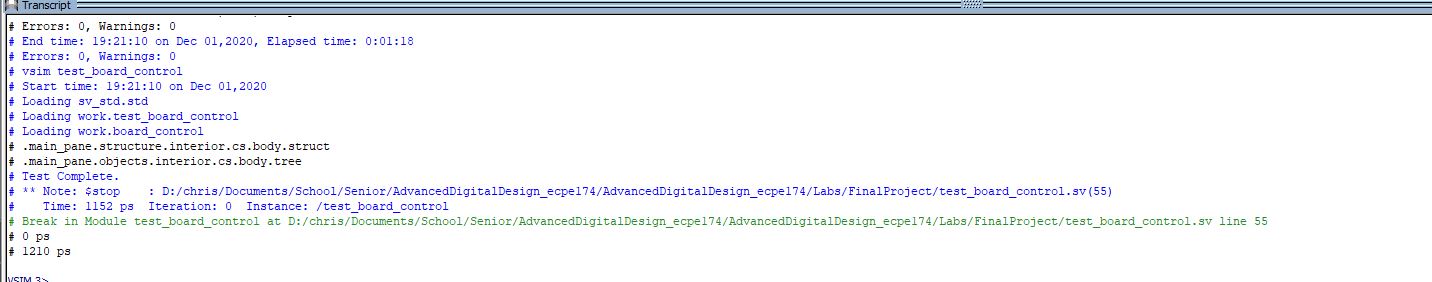 Transcript
# Errors: 0, Warnings: 0
# End time: 19:21:10 on Dec 01,2020, Elapsed time: 0:01:18
# Errors: 0, Warnings: 0
# vsim test_board_control
# Start time: 19:21:10 on Dec 01,2020
# Loading sv_std.std
# Loading work.test_board_control
# Loading work.board_control
# .main_pane.structure.interior.cs.body.struct
# .main_pane.objects.interior.cs.body.tree
# Test Complete.
# ** Note: $stop    : D:/chris/Documents/School/Senior/AdvancedDigitalDesign_ecpe174/AdvancedDigitalDesign_ecpe174/Labs/FinalProject/test_board_control.sv(55)
#    Time: 1152 ps  Iteration: 0  Instance: /test_board_control
# Break in Module test_board_control at D:/chris/Documents/School/Senior/AdvancedDigitalDesign_ecpe174/AdvancedDigitalDesign_ecpe174/Labs/FinalProject/test_board_control.sv line 55
# 0 ps
# 1210 ps
VSIM 3>